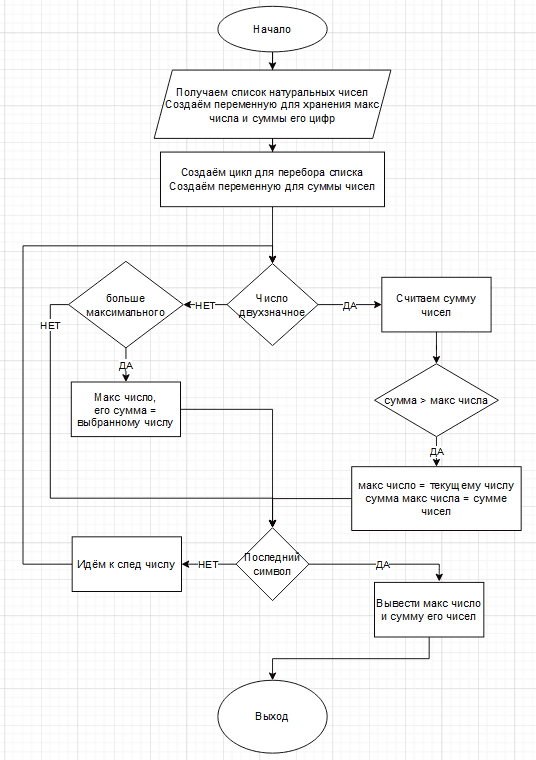 Начало
Получаем список натуральных чисел
Создаём переменную для хранения макс
числа и суммы его цифр
Создаём цикл для перебора списка
Создаём переменную для суммы чисел
больше
максимального
НЕТ
Число
двухзначное
ДА
Считаем сумму
чисел
НЕТ
ДА
Макс число,
его сумма =
выбранному числу
сумма > макс числа
ДА
макс число = текущему числу
сумма макс числа = сумме
чисел
Идём к след числу
НЕТ
Последний
символ
ДА
Вывести макс число
и сумму его чисел
Выход